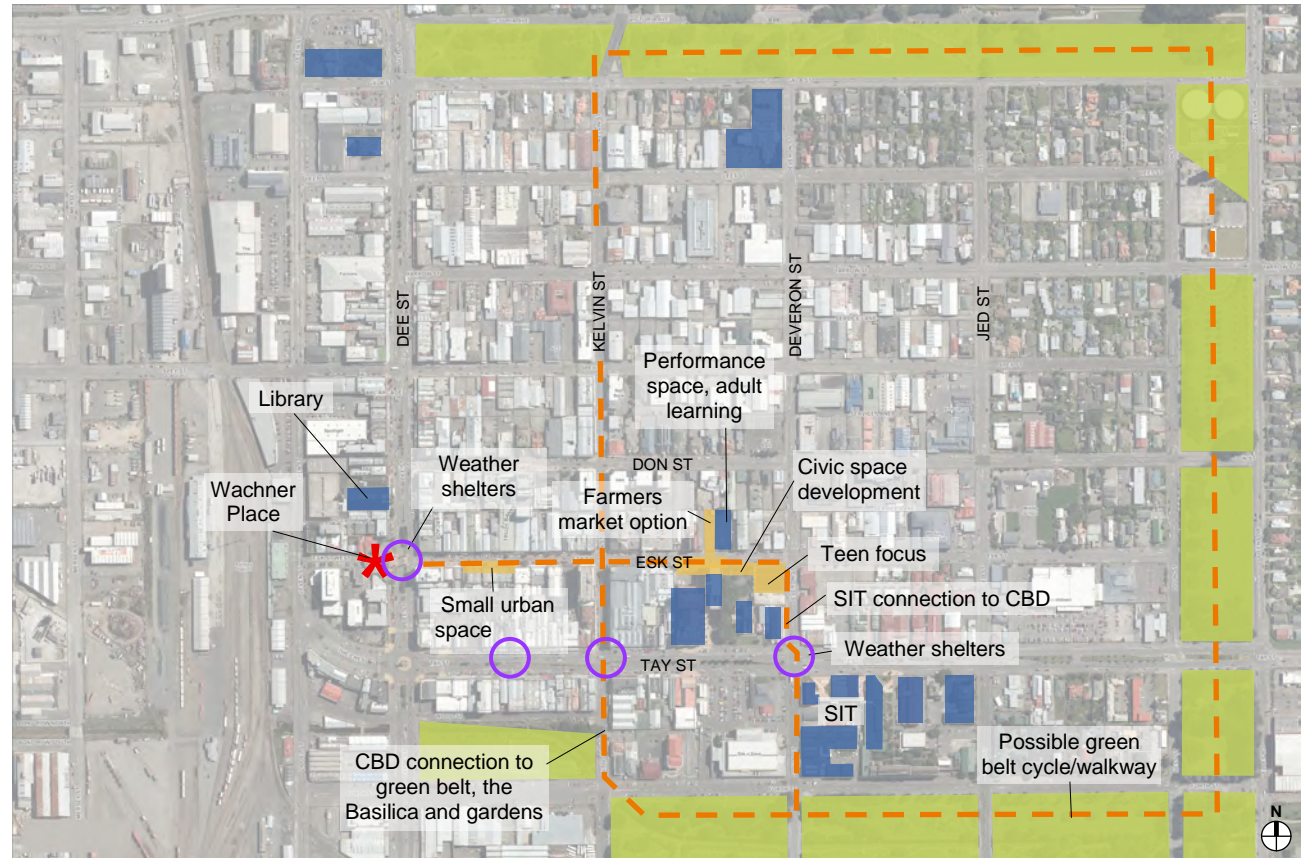 DEE ST
KELVIN ST
DEVERON ST
JED ST
Performance
space, adult
learning
Library
Weather
shelters
DON ST
Civic space
development
Wachner
Place
Farmers
market option
ESK ST
Teen focus
Small urban
space
SIT connection to CBD
Weather shelters
TAY ST
SIT
CBD connection to
green belt, the
Basilica and gardens
Possible green
belt cycle/walkway
N